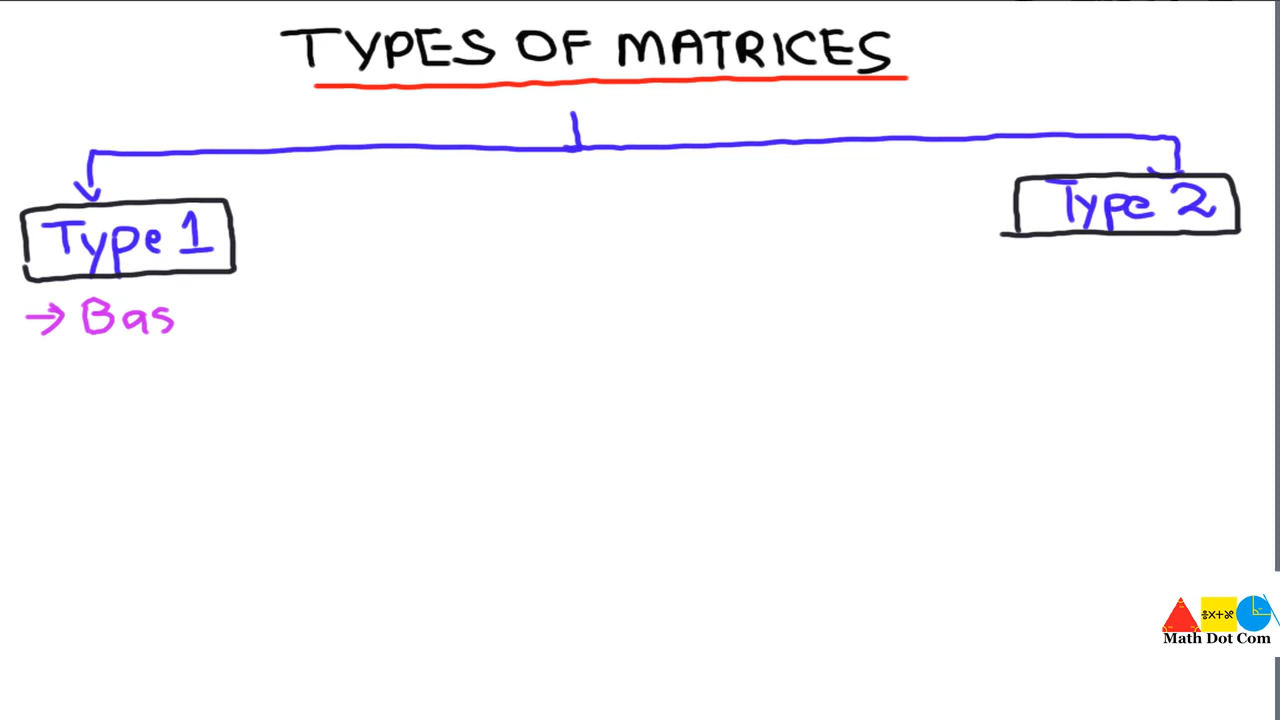 TYPES OF MATRICES
Type 1
Type 2
→ Bas
Math Dot Com